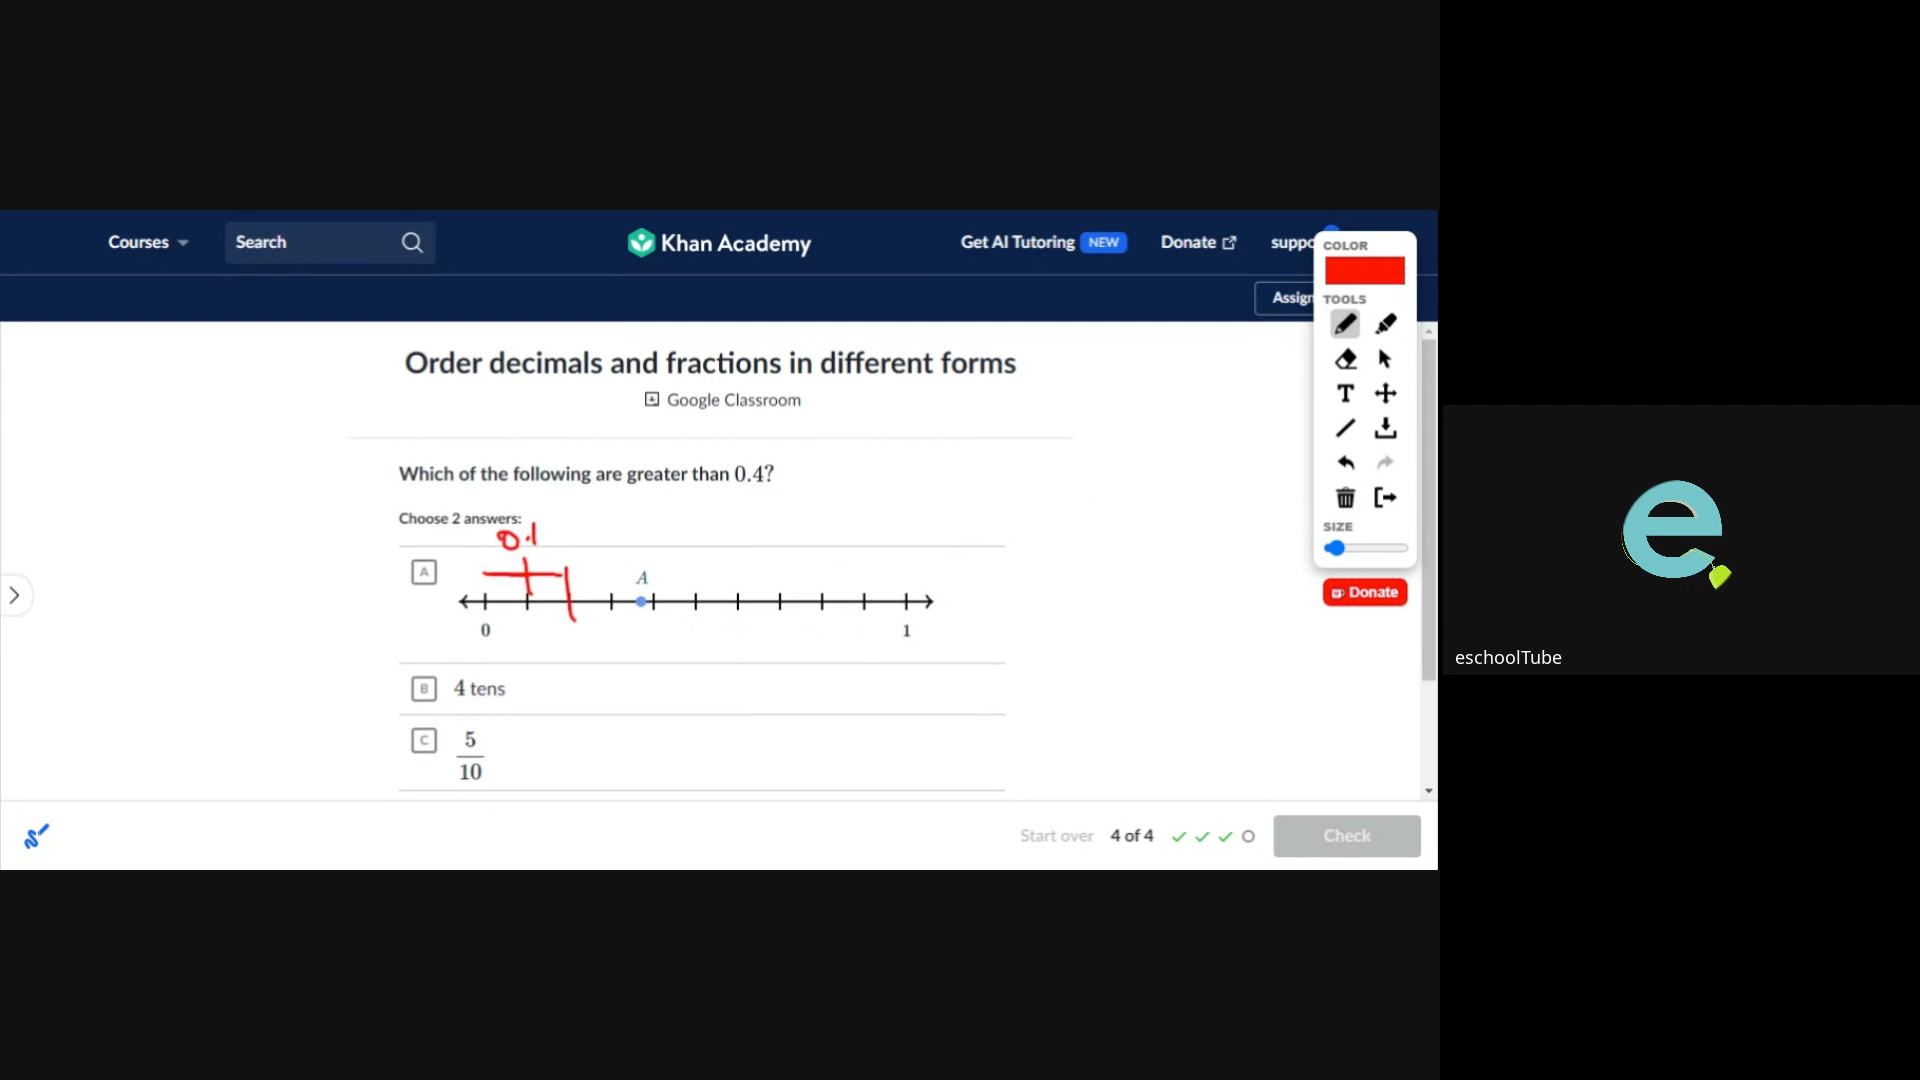 Courses
Search
Khan Academy
Get AI Tutoring NEW
Donate
suppo
Assign
COLOR
TOOLS
T
SIZE
Donate
Order decimals and fractions in different forms
Google Classroom
Which of the following are greater than 0.4?
Choose 2 answers:
0.1
A
A
0 1
B 4 tens
C 5
10
Start over 4 of 4 Check
eschoolTube